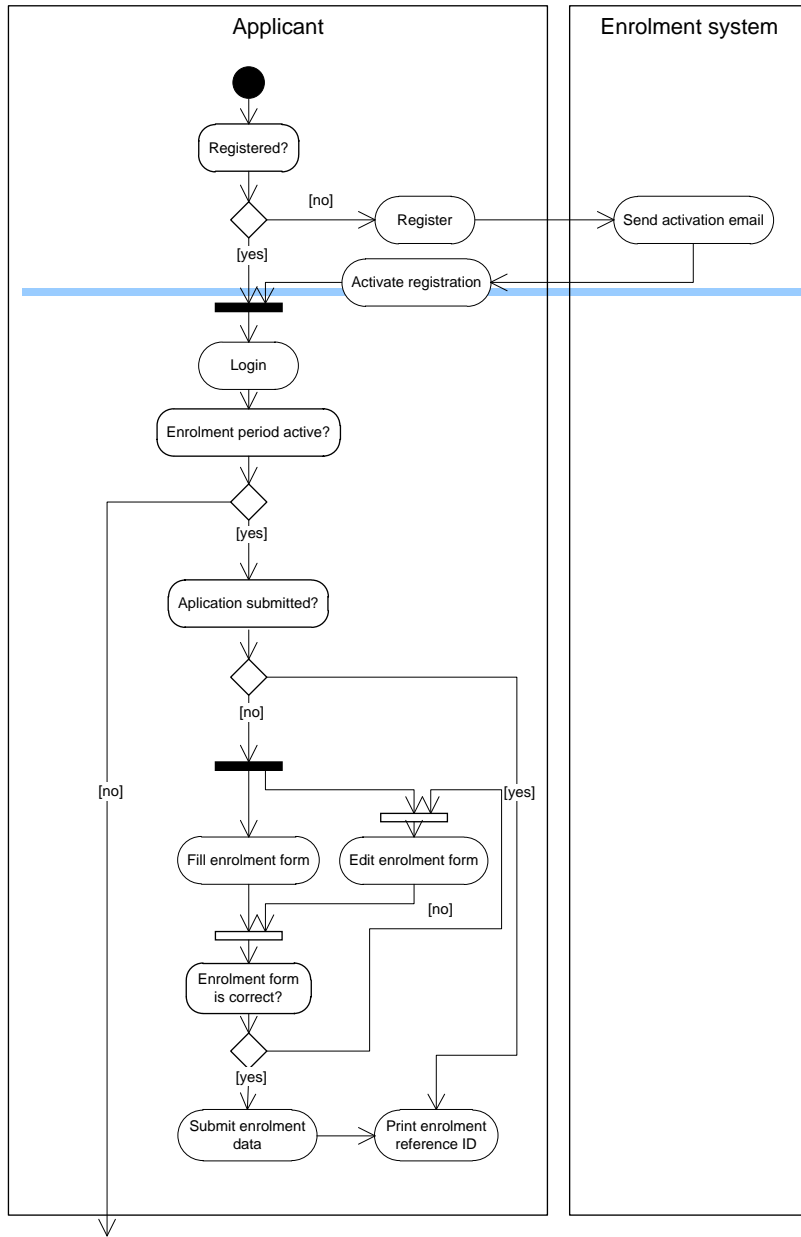 Applicant
Enrolment system
Registered?
[no]
Register
Send activation email
[yes]
Activate registration
Login
Enrolment period active?
[yes]
Aplication submitted?
[no]
[no]
[yes]
Fill enrolment form
Edit enrolment form
[no]
Enrolment form
is correct?
[yes]
Submit enrolment
data
Print enrolment
reference ID